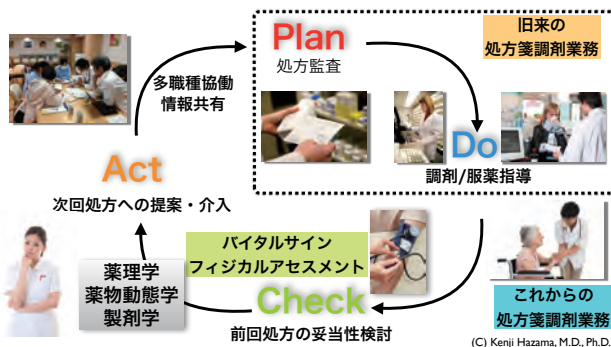 Plan
処方監査
旧来の
処方箋調剤業務
多職種協働
情報共有
Do
調剤/服薬指導
Act
次回処方への提案・介入
バイタルサイン
フィジカルアセスメント
薬理学
薬物動態学
製剤学
Check
前回処方の妥当性検討
これからの
処方箋調剤業務
(C) Kenji Hazama, M.D., Ph.D.